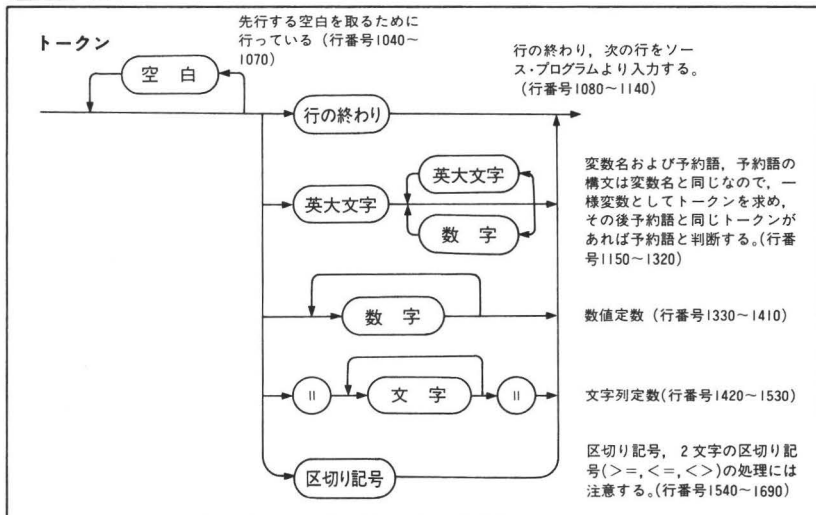 トークン
先行する空白を取るために
行っている (行番号1040~
1070)
空 白
行の終わり, 次の行をソー
ス・プログラムより入力する。
(行番号1080~1140)
行の終わり
英大文字
英大文字
数 字
変数名および予約語, 予約語の
構文は変数名と同じなので, 一
様変数としてトークンを求め,
その後予約語と同じトークンが
あれば予約語と判断する。(行番
号1150~1320)
数 字
数値定数 (行番号1330~1410)
"
文 字
"
文字列定数(行番号1420~1530)
区切り記号
区切り記号, 2文字の区切り記
号(>=,<=,<>)の処理には
注意する。(行番号1540~1690)